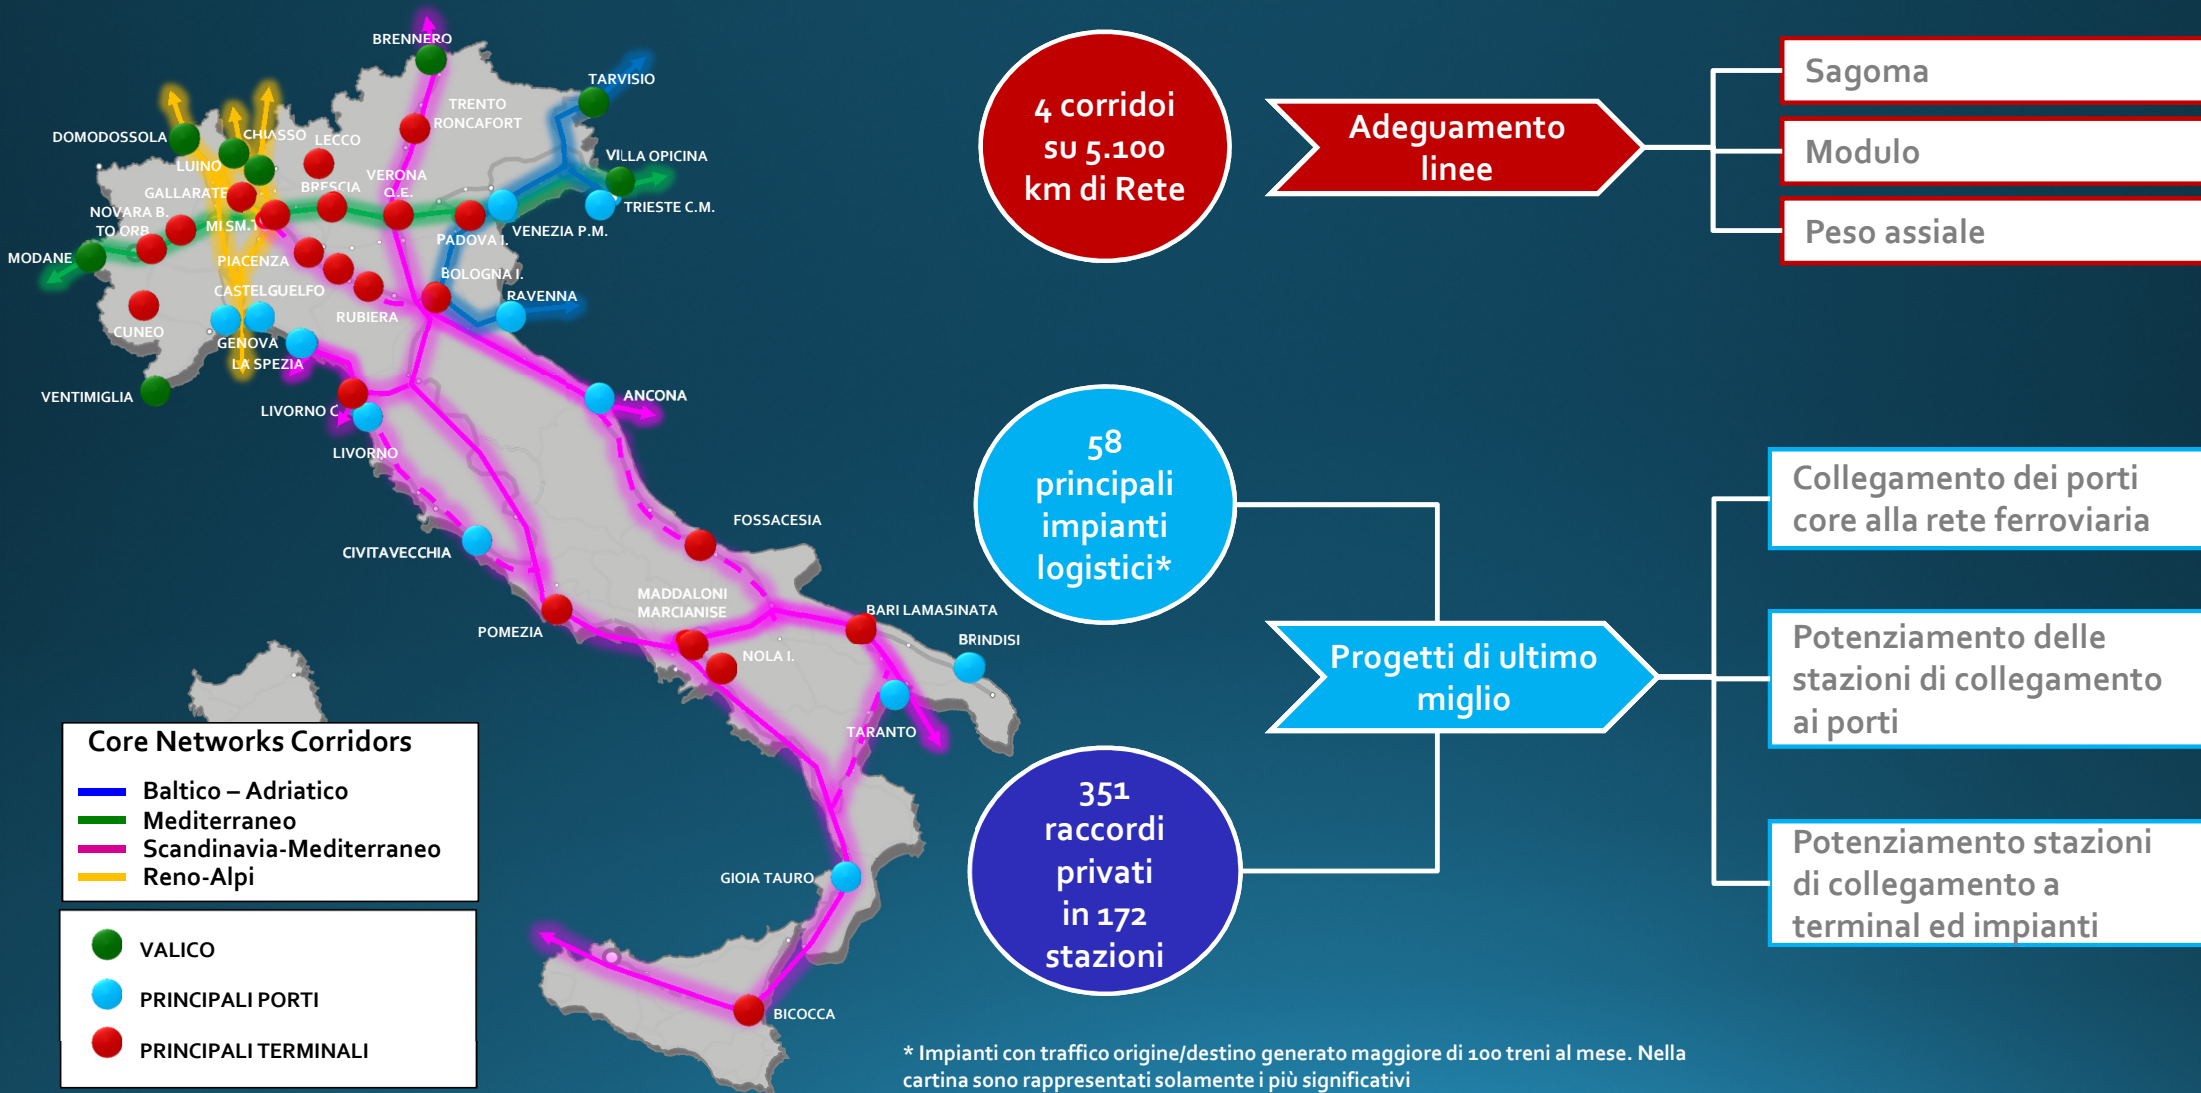 BRENNERO
TARVISIO
TRENTO
RONCAFORT
DOMODOSSOLA
CHIASSO
LECCO
LUINO
VILLA OPICINA
VERONA
Q.E.
GALLARATE
BRESCIA
NOVARA B.
TO ORB
MI SM.T
TRIESTE C.M.
PADOVA I.
VENEZIA P.M.
MODANE
PIACENZA
BOLOGNA I.
CASTELGUELFO
RAVENNA
RUBIERA
CUNEO
GENOVA
LA SPEZIA
VENTIMIGLIA
LIVORNO C
ANCONA
LIVORNO
FOSSACESIA
CIVITAVECCHIA
MADDALONI
MARCIANISE
BARI LAMASINATA
POMEZIA
BRINDISI
NOLA I.
TARANTO
GIOIA TAURO
BICOCCA
Core Networks Corridors
Baltico – Adriatico
Mediterraneo
Scandinavia-Mediterraneo
Reno-Alpi
VALICO
PRINCIPALI PORTI
PRINCIPALI TERMINALI
4 corridoi
su 5.100
km di Rete
Adeguamento
linee
Sagoma
Modulo
Peso assiale
58
principali
impianti
logistici*
351
raccordi
privati
in 172
stazioni
Progetti di ultimo
miglio
Collegamento dei porti
core alla rete ferroviaria
Potenziamento delle
stazioni di collegamento
ai porti
Potenziamento stazioni
di collegamento a
terminal ed impianti
* Impianti con traffico origine/destino generato maggiore di 100 treni al mese. Nella
cartina sono rappresentati solamente i più significativi